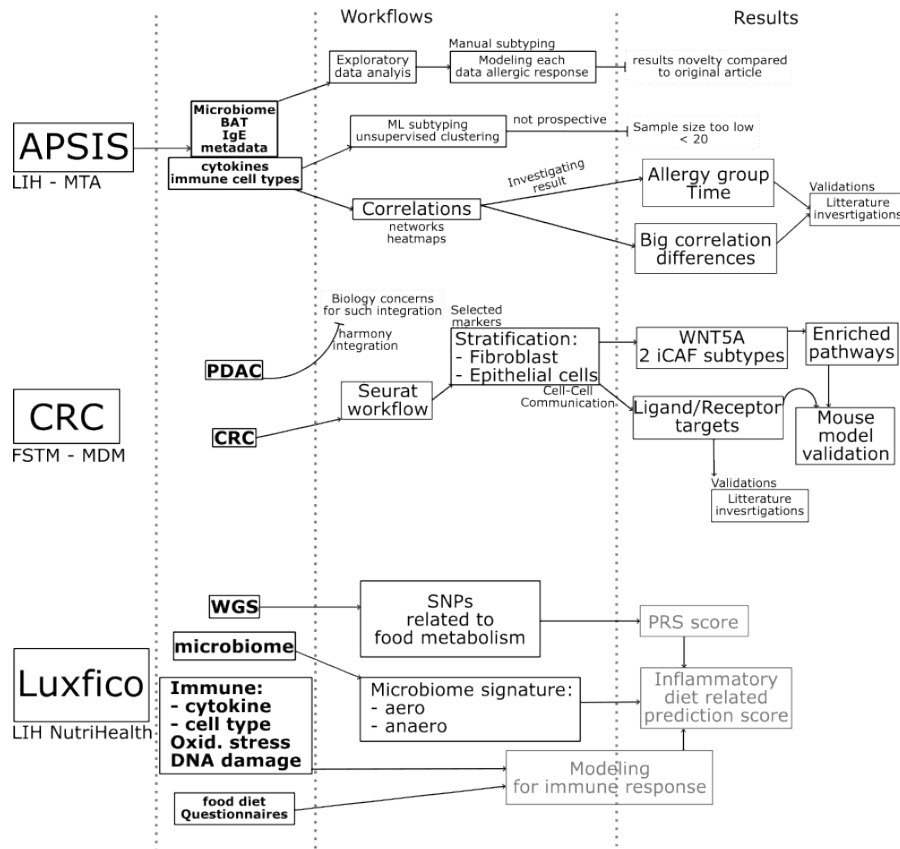 Workflows
Results
APSIS
LIH - MTA
Microbiome
BAT
IgE
metadata
cytokines
immune cell types
Exploratory
data analyis
Manual subtyping
Modeling each
data allergic response
results novelty compared
to original article
ML subtyping
unsupervised clustering
not prospective
Sample size too low
< 20
Correlations
networks
heatmaps
Investigating
result
Allergy group
Time
Big correlation
differences
Validations
Litterature
invesrtigations
CRC
FSTM - MDM
PDAC
CRC
Biology concerns
for such integration
harmony
integration
Seurat
workflow
Selected
markers
Stratification:
- Fibroblast
- Epithelial cells
Cell-Cell
Communication
WNT5A
2 iCAF subtypes
Enriched
pathways
Ligand/Receptor
targets
Mouse
model
validation
Validations
Litterature
invesrtigations
Luxfico
LIH NutriHealth
WGS
microbiome
Immune:
- cytokine
- cell type
Oxid. stress
DNA damage
food diet
Questionnaires
SNPs
related to
food metabolism
Microbiome signature:
- aero
- anaero
Modeling
for immune response
PRS score
Inflammatory
diet related
prediction score